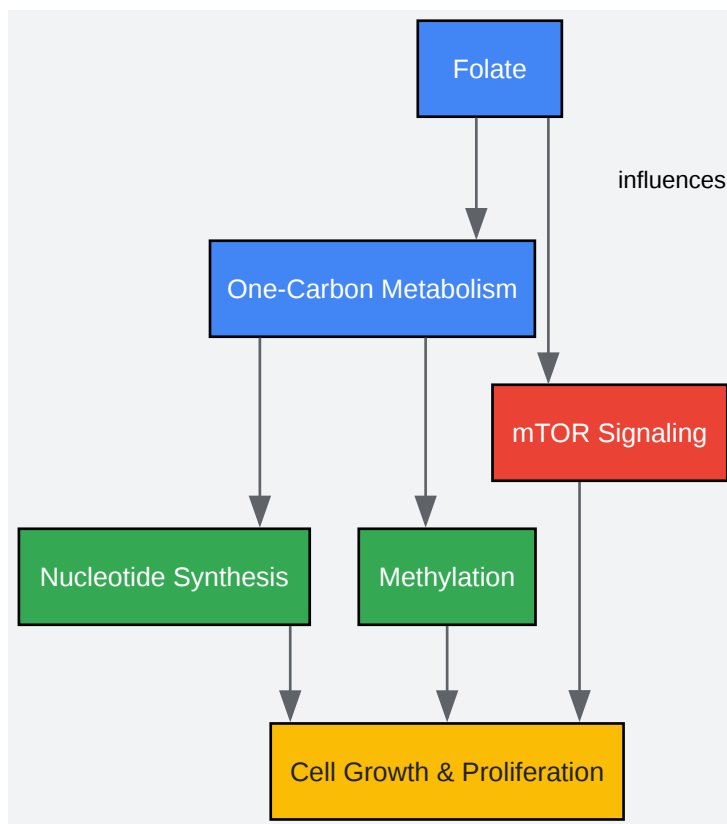 Folate
influences
One-Carbon Metabolism
mTOR Signaling
Nucleotide Synthesis
Methylation
Cell Growth & Proliferation